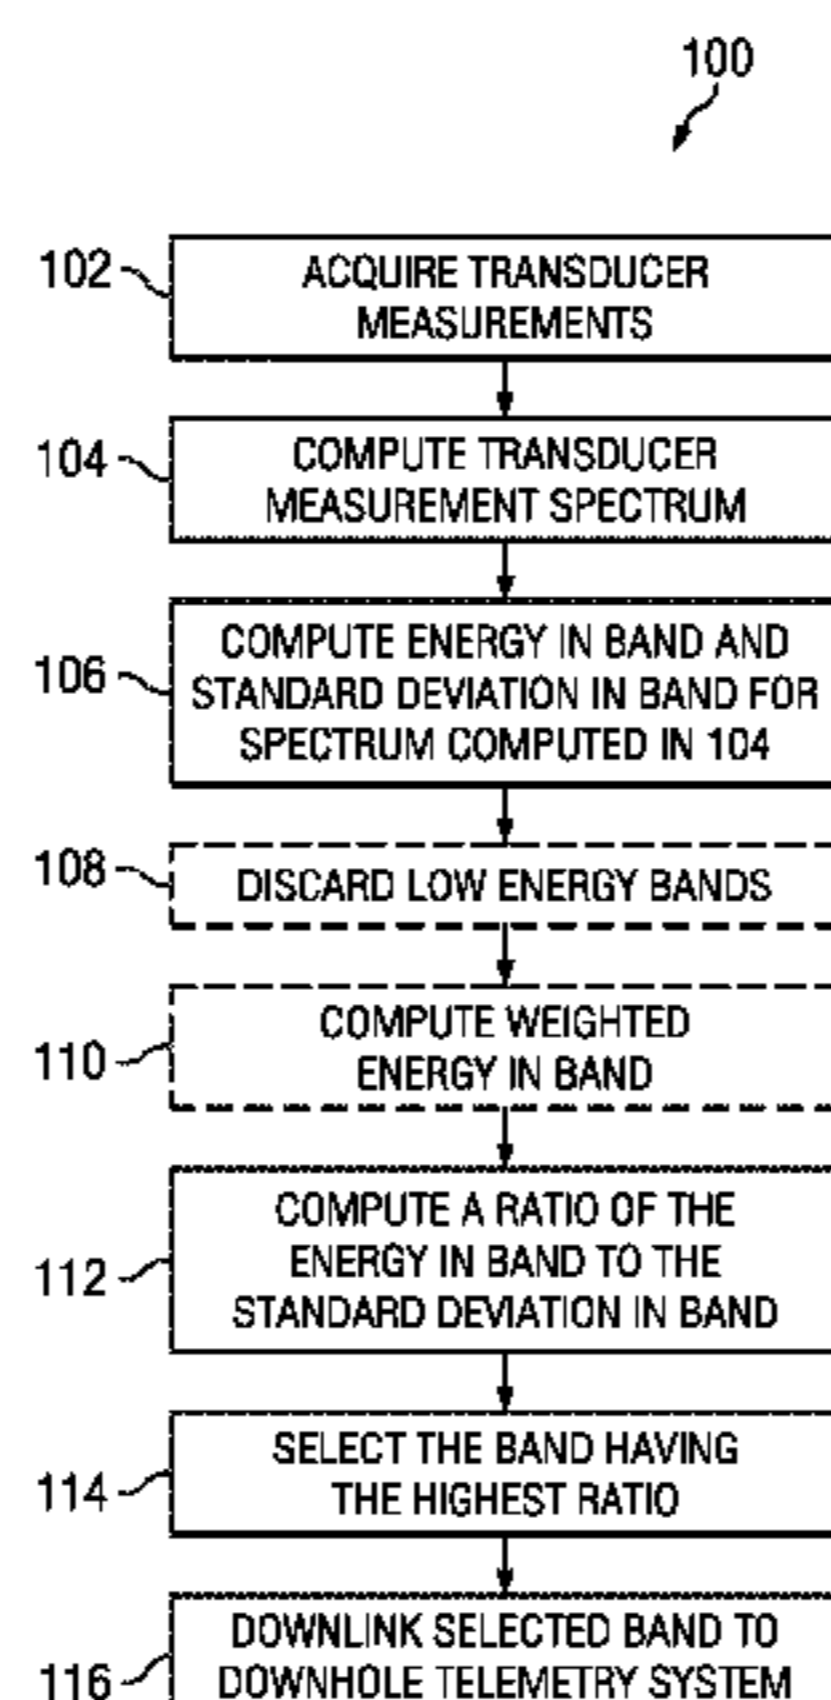 100
102
ACQUIRE TRANSDUCER
MEASUREMENTS
104
COMPUTE TRANSDUCER
MEASUREMENT SPECTRUM
106
COMPUTE ENERGY IN BAND AND
STANDARD DEVIATION IN BAND FOR
SPECTRUM COMPUTED IN 104
108
DISCARD LOW ENERGY BANDS
110
COMPUTE WEIGHTED
ENERGY IN BAND
112
COMPUTE A RATIO OF THE
ENERGY IN BAND TO THE
STANDARD DEVIATION IN BAND
114
SELECT THE BAND HAVING
THE HIGHEST RATIO
116
DOWNLINK SELECTED BAND TO
DOWNHOLE TELEMETRY SYSTEM